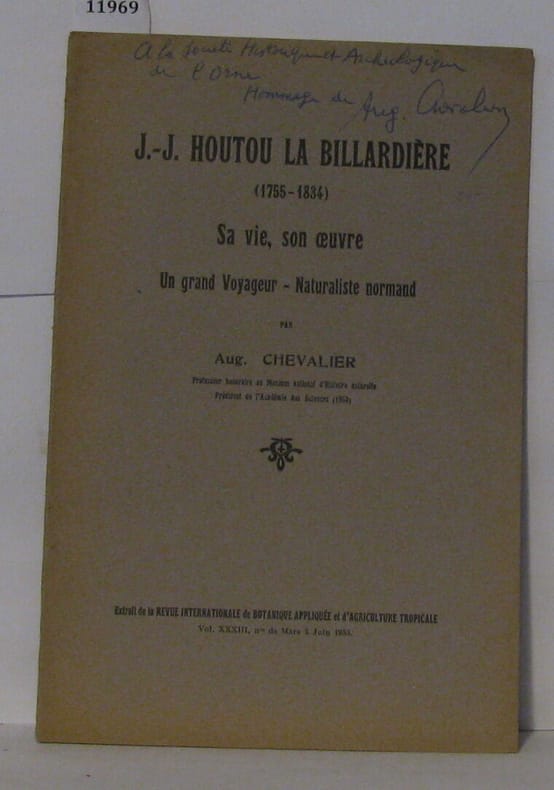 11969
A la Société Historique et Archéologique
de l'Orne
Hommage de Aug. Chevalier
J.-J. HOUTOU LA BILLARDIÈRE
(1755-1834)
Sa vie, son œuvre
Un grand Voyageur - Naturaliste normand
PAR
Aug. CHEVALIER
Professeur honoraire au Muséum national d'Histoire naturelle
Président de l'Académie des Sciences (1953)
Extrait de la REVUE INTERNATIONALE de BOTANIQUE APPLIQUÉE et d'AGRICULTURE TROPICALE
Vol. XXXIII, nos de Mars à Juin 1953.